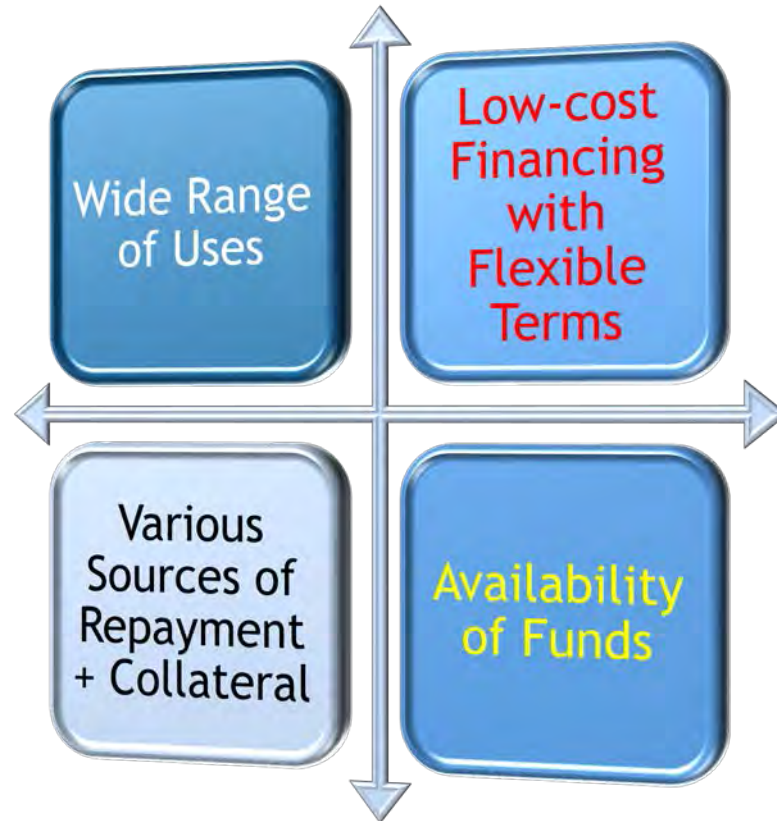 Wide Range
of Uses
Low-cost
Financing
with
Flexible
Terms
Various
Sources of
Repayment
+ Collateral
Availability
of Funds